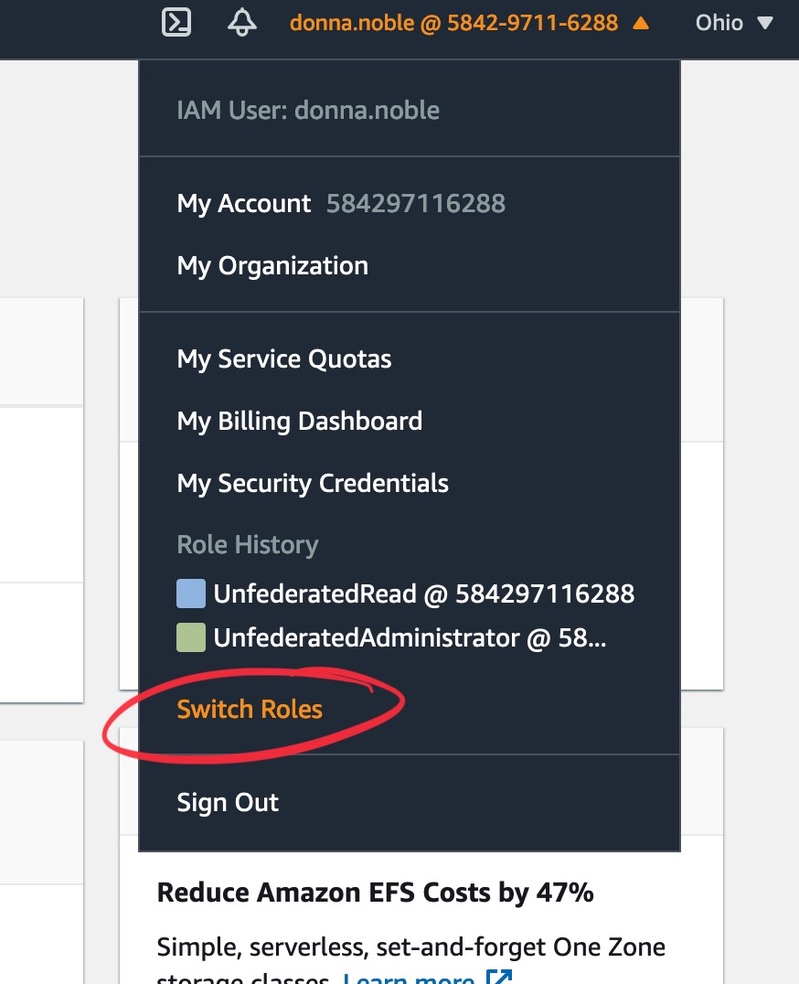 donna.noble @ 5842-9711-6288 Ohio
IAM User: donna.noble
My Account 584297116288
My Organization
My Service Quotas
My Billing Dashboard
My Security Credentials
Role History
UnfederatedRead @ 584297116288
UnfederatedAdministrator @ 58...
Switch Roles
Sign Out
Reduce Amazon EFS Costs by 47%
Simple, serverless, set-and-forget One Zone
storage classes. Learn more